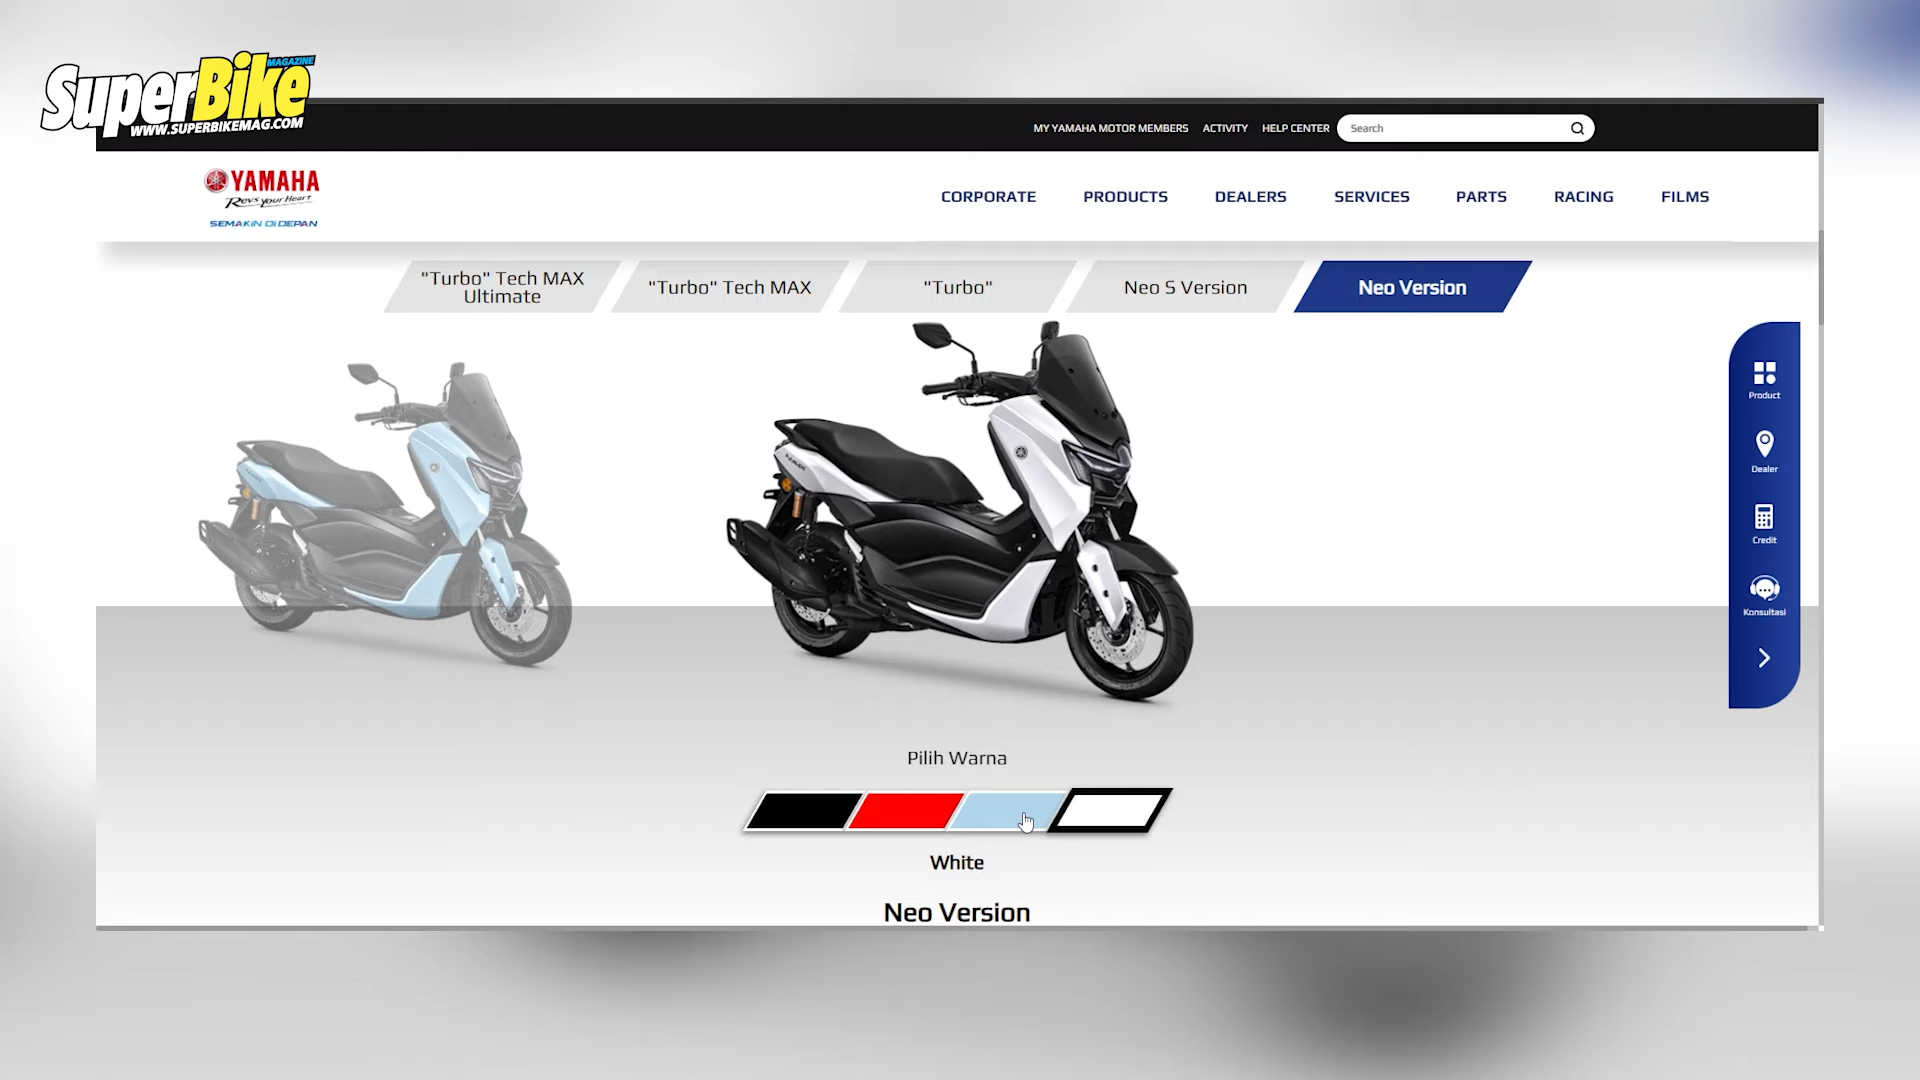 SuperBike
MAGAZINE
WWW.SUPERBIKEMAG.COM
MY YAMAHA MOTOR MEMBERS ACTIVITY HELP CENTER Search
YAMAHA
Revs Your Heart
SEMAKIN DI DEPAN
CORPORATE PRODUCTS DEALERS SERVICES PARTS RACING FILMS
"Turbo" Tech MAX
Ultimate
"Turbo" Tech MAX
"Turbo"
Neo S Version
Neo Version
Product
Dealer
Credit
Konsultasi
Pilih Warna
White
Neo Version